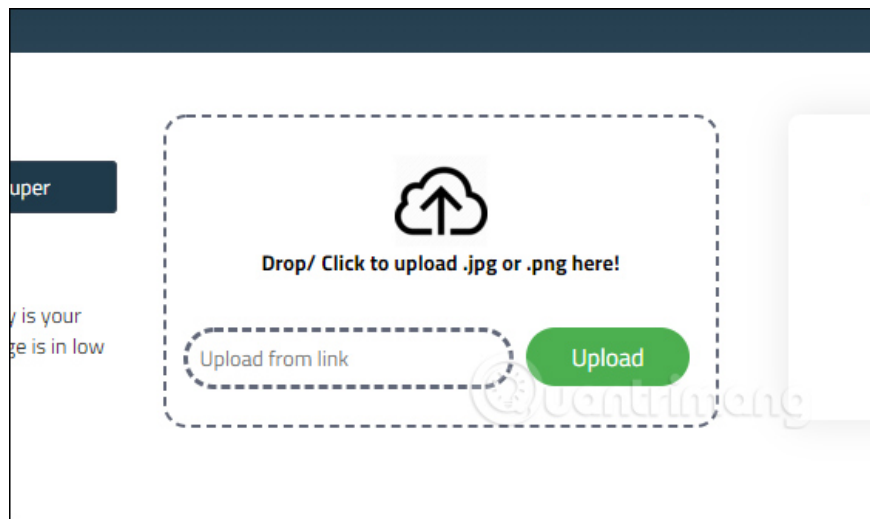 uper
Drop/ Click to upload .jpg or .png here!
y is your
ge is in low
Upload from link
Upload
Quantrimang